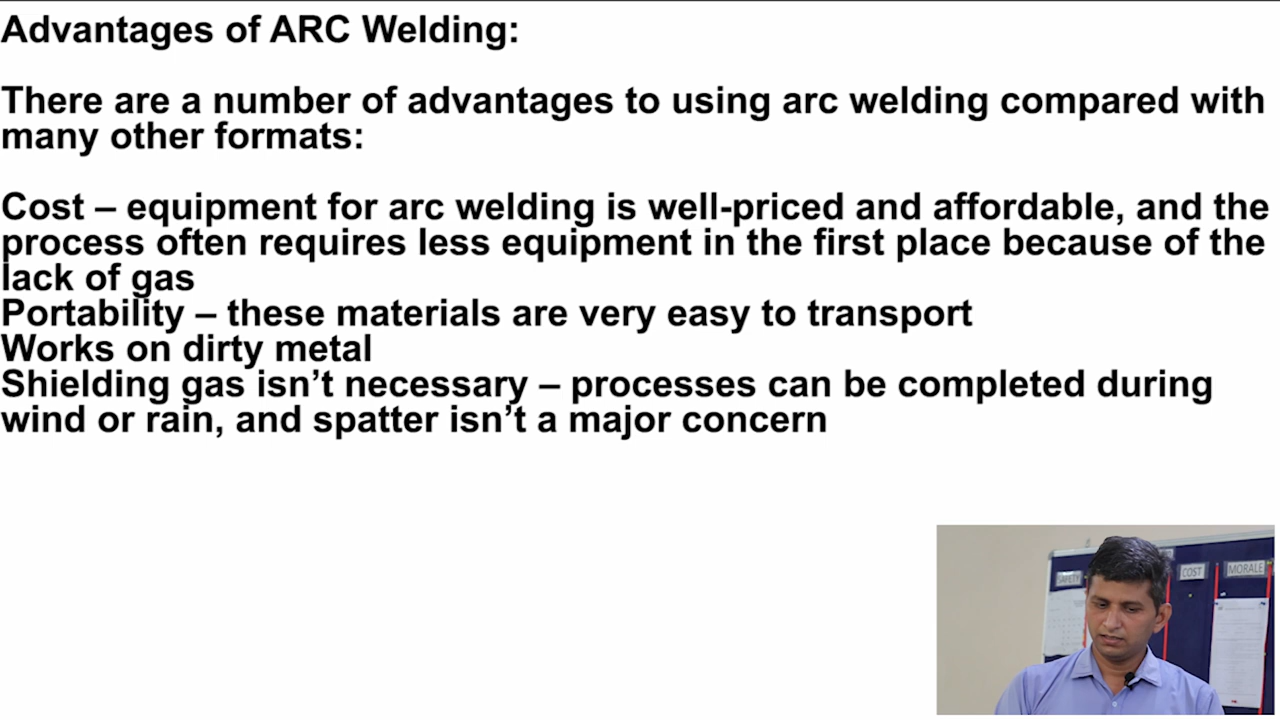 Advantages of ARC Welding:
There are a number of advantages to using arc welding compared with
many other formats:
Cost – equipment for arc welding is well-priced and affordable, and the
process often requires less equipment in the first place because of the
lack of gas
Portability – these materials are very easy to transport
Works on dirty metal
Shielding gas isn’t necessary – processes can be completed during
wind or rain, and spatter isn’t a major concern
SAFETY
COST
MORALE